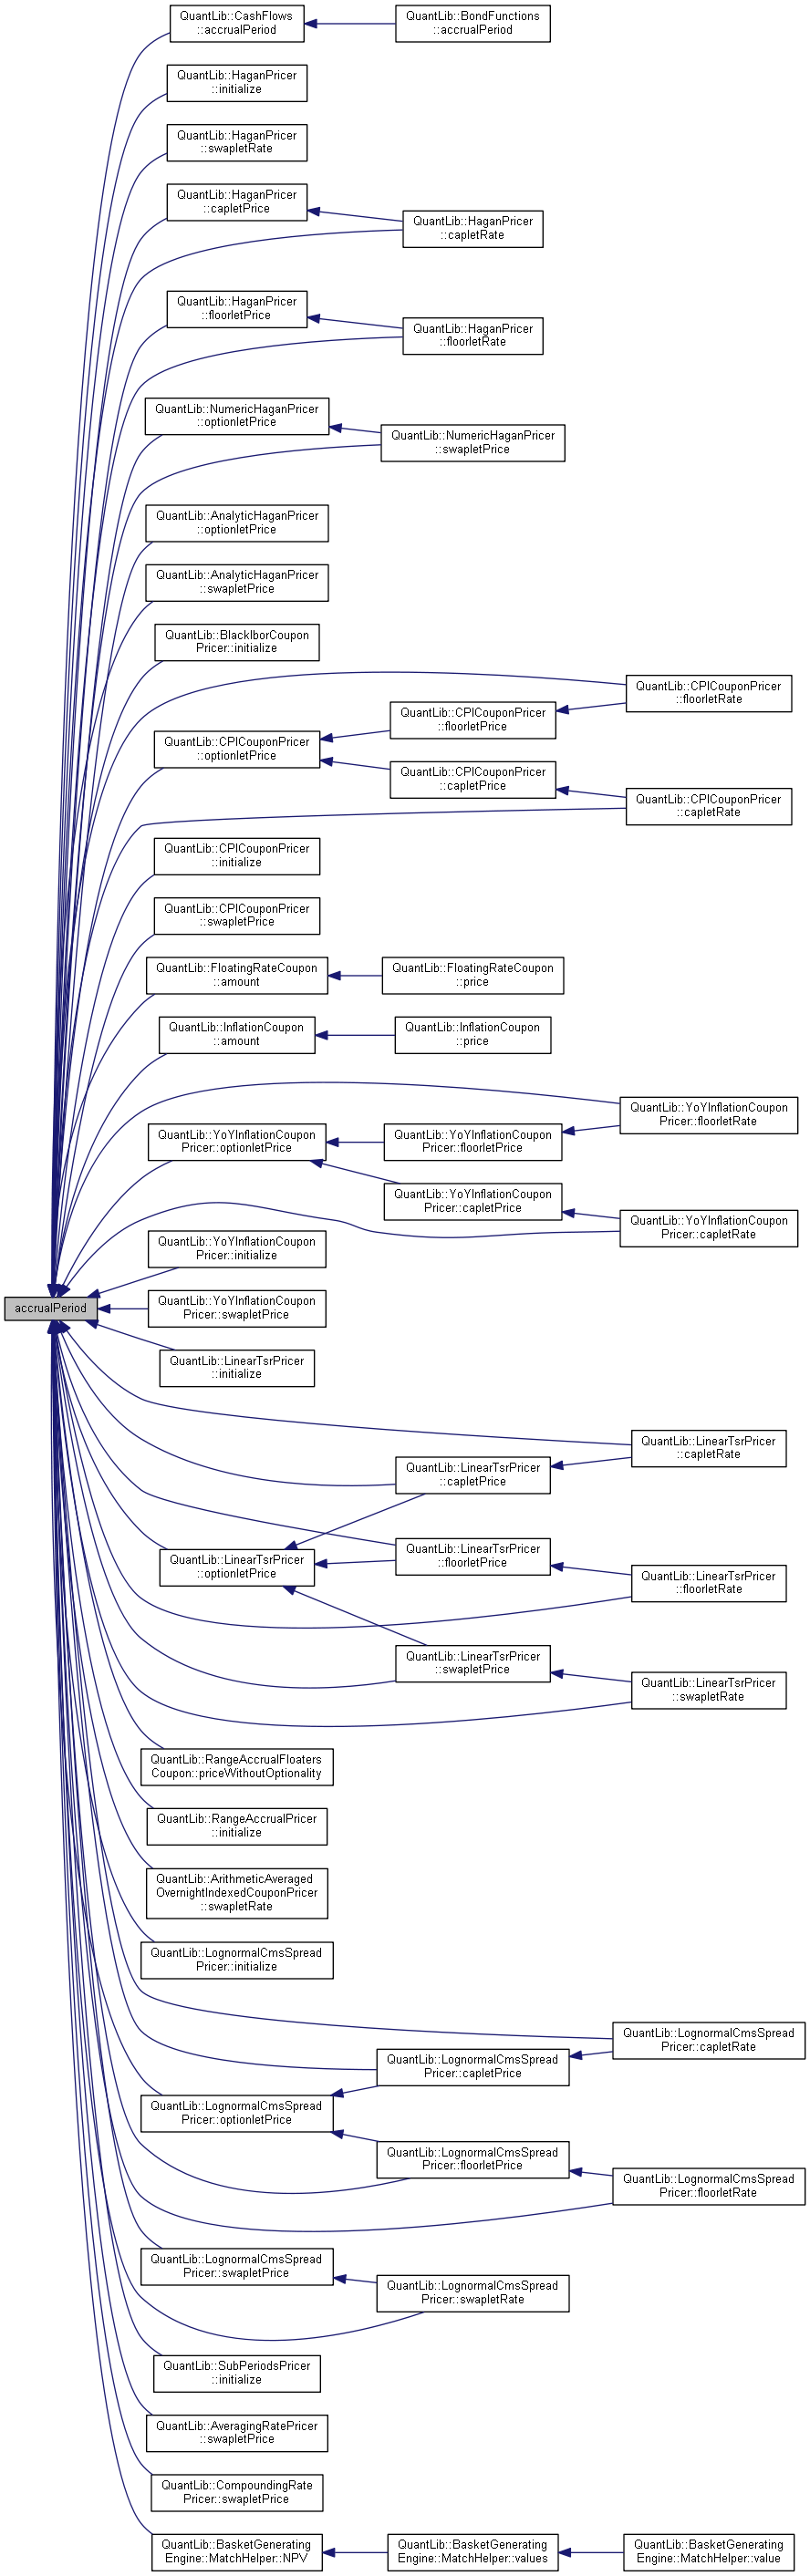 QuantLib::CashFlows
::accrualPeriod
QuantLib::BondFunctions
::accrualPeriod
QuantLib::HaganPricer
::initialize
QuantLib::HaganPricer
::swapletRate
QuantLib::HaganPricer
::capletPrice
QuantLib::HaganPricer
::capletRate
QuantLib::HaganPricer
::floorletPrice
QuantLib::HaganPricer
::floorletRate
QuantLib::NumericHaganPricer
::optionletPrice
QuantLib::NumericHaganPricer
::swapletPrice
QuantLib::AnalyticHaganPricer
::optionletPrice
QuantLib::AnalyticHaganPricer
::swapletPrice
QuantLib::BlackIborCoupon
Pricer::initialize
QuantLib::CPICouponPricer
::floorletRate
QuantLib::CPICouponPricer
::floorletPrice
QuantLib::CPICouponPricer
::optionletPrice
QuantLib::CPICouponPricer
::capletPrice
QuantLib::CPICouponPricer
::capletRate
QuantLib::CPICouponPricer
::initialize
QuantLib::CPICouponPricer
::swapletPrice
QuantLib::FloatingRateCoupon
::amount
QuantLib::FloatingRateCoupon
::price
QuantLib::InflationCoupon
::amount
QuantLib::InflationCoupon
::price
QuantLib::YoYInflationCoupon
Pricer::floorletRate
QuantLib::YoYInflationCoupon
Pricer::optionletPrice
QuantLib::YoYInflationCoupon
Pricer::floorletPrice
QuantLib::YoYInflationCoupon
Pricer::capletPrice
QuantLib::YoYInflationCoupon
Pricer::capletRate
QuantLib::YoYInflationCoupon
Pricer::initialize
accrualPeriod
QuantLib::YoYInflationCoupon
Pricer::swapletPrice
QuantLib::LinearTsrPricer
::initialize
QuantLib::LinearTsrPricer
::capletRate
QuantLib::LinearTsrPricer
::capletPrice
QuantLib::LinearTsrPricer
::floorletPrice
QuantLib::LinearTsrPricer
::optionletPrice
QuantLib::LinearTsrPricer
::floorletRate
QuantLib::LinearTsrPricer
::swapletPrice
QuantLib::LinearTsrPricer
::swapletRate
QuantLib::RangeAccrualFloaters
Coupon::priceWithoutOptionality
QuantLib::RangeAccrualPricer
::initialize
QuantLib::ArithmeticAveraged
OvernightIndexedCouponPricer
::swapletRate
QuantLib::LognormalCmsSpread
Pricer::initialize
QuantLib::LognormalCmsSpread
Pricer::capletRate
QuantLib::LognormalCmsSpread
Pricer::capletPrice
QuantLib::LognormalCmsSpread
Pricer::optionletPrice
QuantLib::LognormalCmsSpread
Pricer::floorletPrice
QuantLib::LognormalCmsSpread
Pricer::floorletRate
QuantLib::LognormalCmsSpread
Pricer::swapletPrice
QuantLib::LognormalCmsSpread
Pricer::swapletRate
QuantLib::SubPeriodsPricer
::initialize
QuantLib::AveragingRatePricer
::swapletPrice
QuantLib::CompoundingRate
Pricer::swapletPrice
QuantLib::BasketGenerating
Engine::MatchHelper::NPV
QuantLib::BasketGenerating
Engine::MatchHelper::values
QuantLib::BasketGenerating
Engine::MatchHelper::value